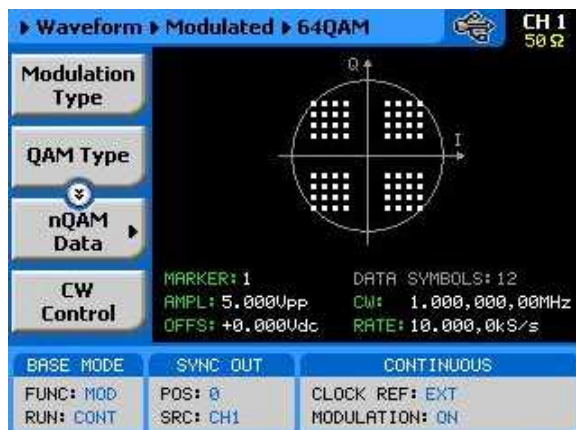 Waveform Modulated 64QAM
CH 1
50Ω
Modulation
Type
QAM Type
nQAM
Data
CW
Control
Q
I
MARKER: 1 DATA SYMBOLS: 12
AMPL: 5.000Vpp CW: 1.000,000,00MHz
OFFS: +0.000Vdc RATE: 10.000,0kS/s
BASE MODE SYNC OUT CONTINUOUS
FUNC: MOD POS: 0 CLOCK REF: EXT
RUN: CONT SRC: CH1 MODULATION: ON